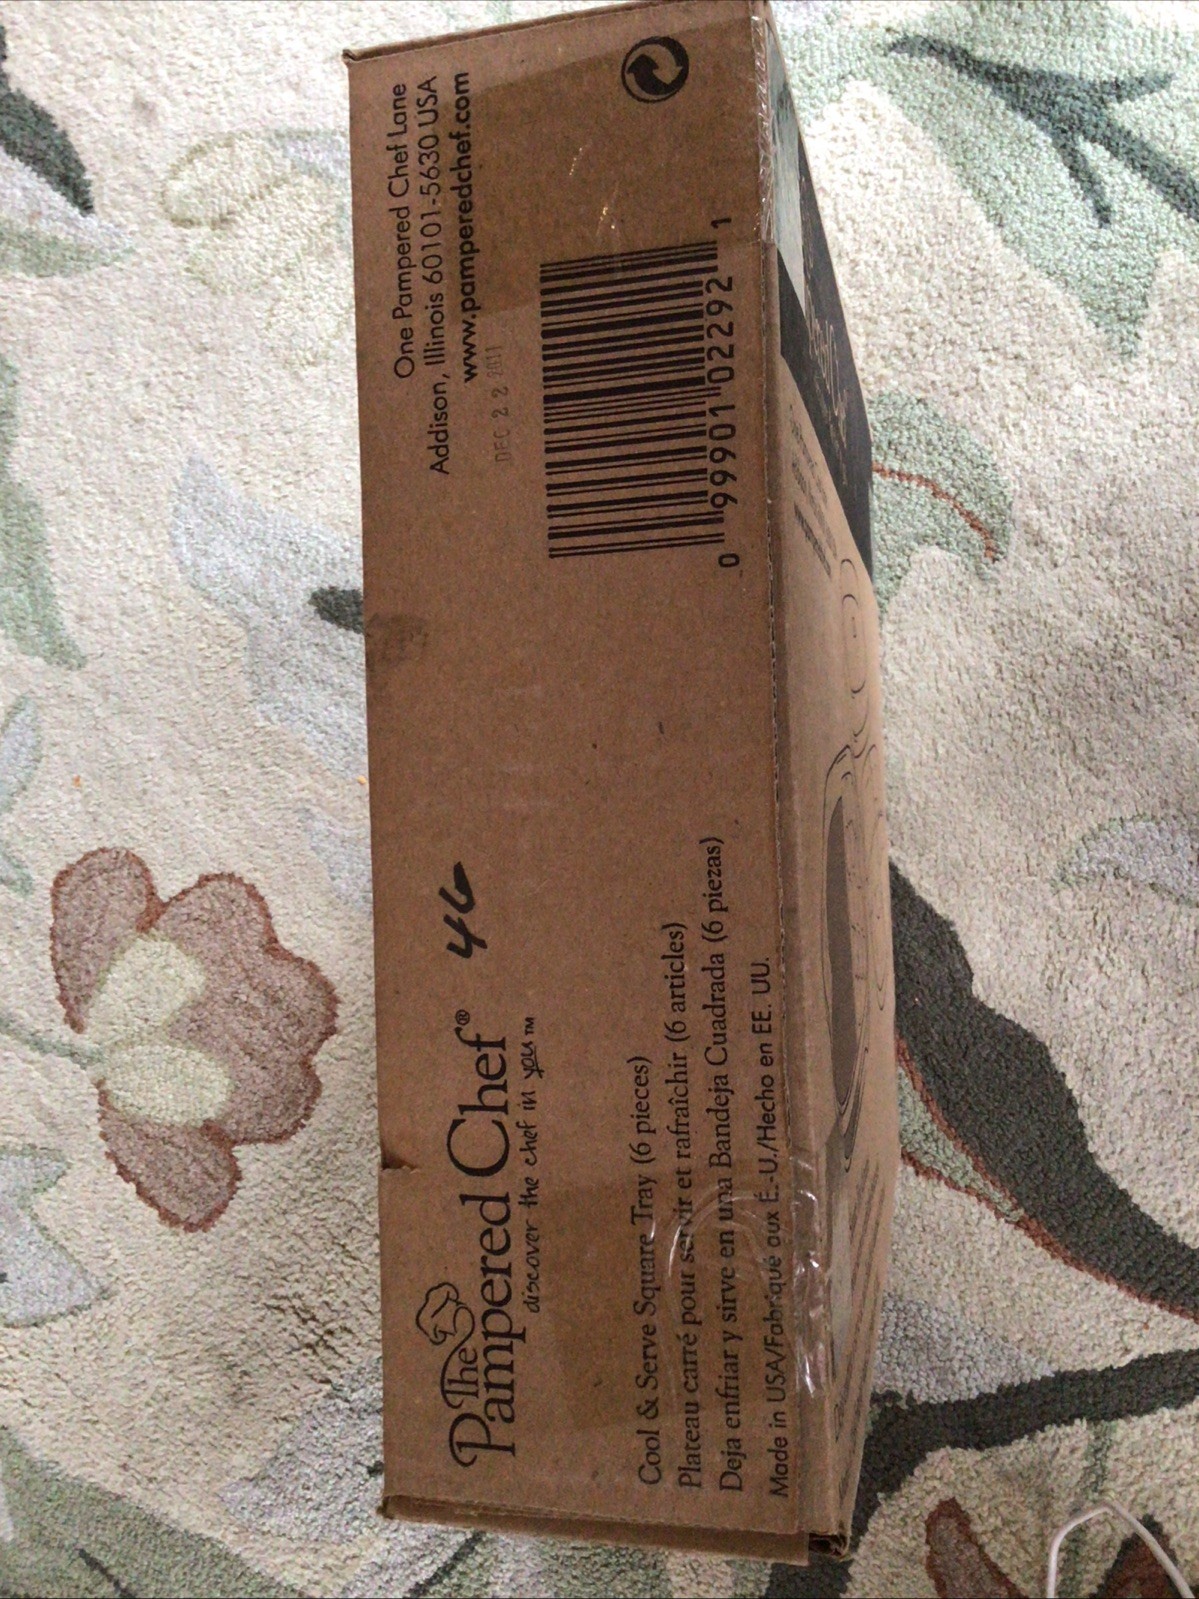 The
Pampered Chef®
discover the chef in you™
46
Cool & Serve Square Tray (6 pieces)
Plateau carré pour servir et rafraîchir (6 articles)
Deja enfriar y sirve en una Bandeja Cuadrada (6 piezas)
Made in USA/Fabriqué aux É.-U./Hecho en EE. UU.
One Pampered Chef Lane
Addison, Illinois 60101-5630 USA
www.pamperedchef.com
DEC 22 2011
0 99901 02292 1